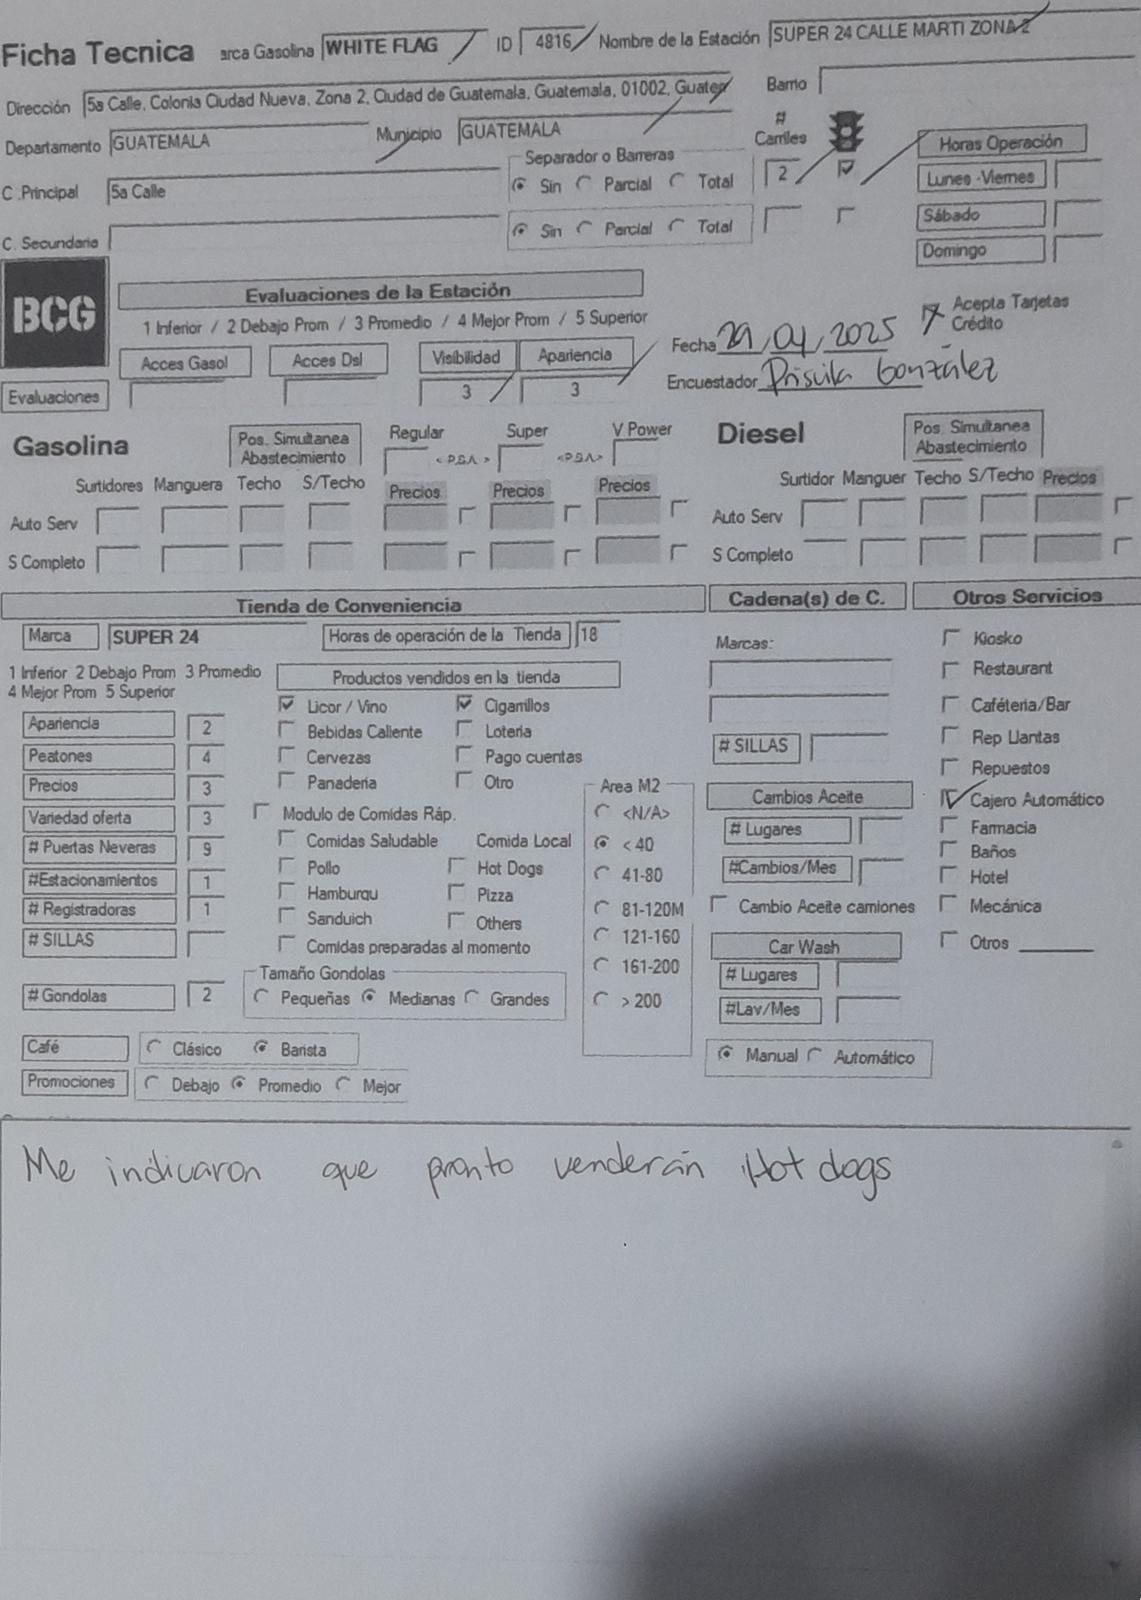 Ficha Tecnica arca Gasolina WHITE FLAG ID 4816 Nombre de la Estación SUPER 24 CALLE MARTI ZONA 2
Dirección 5a Calle, Colonia Ciudad Nueva, Zona 2, Ciudad de Guatemala, Guatemala, 01002, Guatem Barrio
Departamento GUATEMALA Municipio GUATEMALA # Carriles Horas Operación
Separador o Barreras
C .Principal 5a Calle Sin Parcial Total 2 Lunes -Viernes
C. Secundaria Sin Parcial Total Sábado
Domingo
BCG
Evaluaciones de la Estación
1 Inferior / 2 Debajo Prom / 3 Promedio / 4 Mejor Prom / 5 Superior
Acepta Tarjetas Crédito
Fecha 29/04/2025
Acces Gasol Acces Dsl Visibilidad Apariencia
Encuestador Priscila González
Evaluaciones 3 3
Gasolina Pos. Simultanea Abastecimiento Regular <P.B.A> Super <P.B.A> V Power Diesel Pos. Simultanea Abastecimiento
Surtidores Manguera Techo S/Techo Precios Precios Precios Surtidor Manguer Techo S/Techo Precios
Auto Serv Auto Serv
S Completo S Completo
Tienda de Conveniencia Cadena(s) de C. Otros Servicios
Marca SUPER 24 Horas de operación de la Tienda 18 Marcas: Kiosko
1 Inferior 2 Debajo Prom 3 Promedio
4 Mejor Prom 5 Superior
Productos vendidos en la tienda Restaurant
Apariencia 2 Licor / Vino Cigarrillos Caféteria/Bar
Bebidas Caliente Loteria
Peatones 4 Cervezas Pago cuentas # SILLAS Rep Llantas
Precios 3 Panaderia Otro Area M2 Repuestos
Variedad oferta 3 Modulo de Comidas Ráp. <N/A> Cambios Aceite Cajero Automático
# Puertas Neveras 9 Comidas Saludable Comida Local < 40 # Lugares Farmacia
Baños
#Estacionamientos 1 Pollo Hot Dogs 41-80 #Cambios/Mes Hotel
# Registradoras 1 Hamburqu Pizza 81-120M Cambio Aceite camiones Mecánica
Sanduich Others
# SILLAS Comidas preparadas al momento 121-160 Car Wash Otros
Tamaño Gondolas 161-200 # Lugares
# Gondolas 2 Pequeñas Medianas Grandes > 200 #Lav/Mes
Café Clásico Barista Manual Automático
Promociones Debajo Promedio Mejor
Me indicaron que pronto venderán Hot dogs